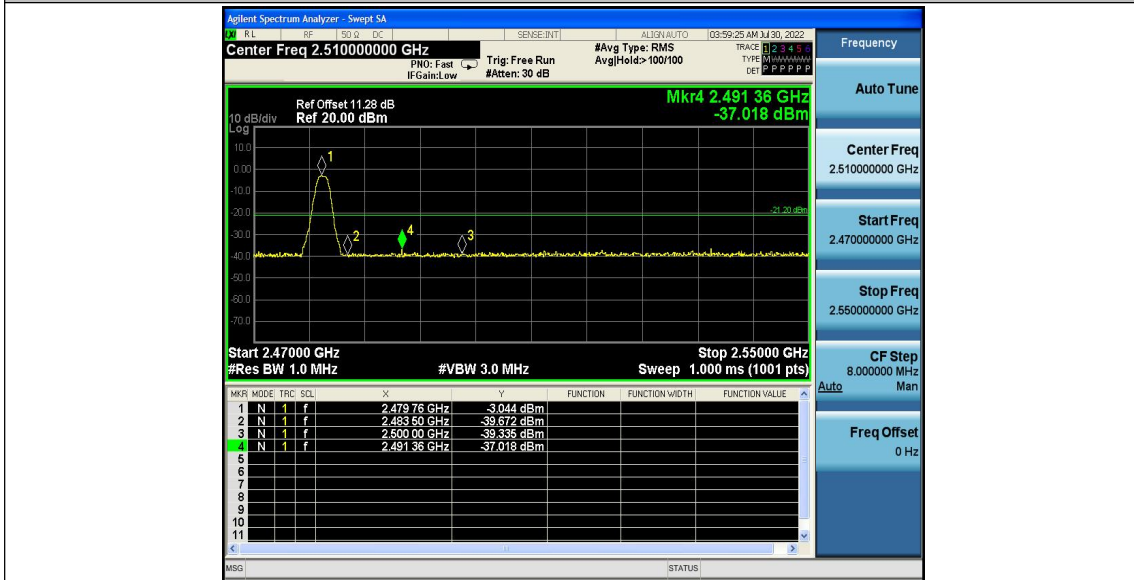 Agilent Spectrum Analyzer - Swept SA
LXI RL RF 50 Ω DC SENSE:INT ALIGN AUTO 03:59:25 AM Jul 30, 2022
Center Freq 2.510000000 GHz
PNO: Fast
IFGain:Low
Trig: Free Run
#Atten: 30 dB
#Avg Type: RMS
Avg|Hold:>100/100
TRACE 1 2 3 4 5 6
TYPE M
DET P P P P P P
Frequency
Auto Tune
Center Freq
2.510000000 GHz
Start Freq
2.470000000 GHz
Stop Freq
2.550000000 GHz
CF Step
8.000000 MHz
Auto Man
Freq Offset
0 Hz
Mkr4 2.491 36 GHz
-37.018 dBm
Ref Offset 11.28 dB
10 dB/div Ref 20.00 dBm
Log
10.0
0.00
-10.0
-20.0
-30.0
-40.0
-50.0
-60.0
-70.0
1
2
4
3
-21.20 dBm
Start 2.47000 GHz Stop 2.55000 GHz
#Res BW 1.0 MHz #VBW 3.0 MHz Sweep 1.000 ms (1001 pts)
MKR MODE TRC SCL X Y FUNCTION FUNCTION WIDTH FUNCTION VALUE
1 N 1 f 2.479 76 GHz -3.044 dBm
2 N 1 f 2.483 50 GHz -39.672 dBm
3 N 1 f 2.500 00 GHz -39.335 dBm
4 N 1 f 2.491 36 GHz -37.018 dBm
5
6
7
8
9
10
11
MSG STATUS